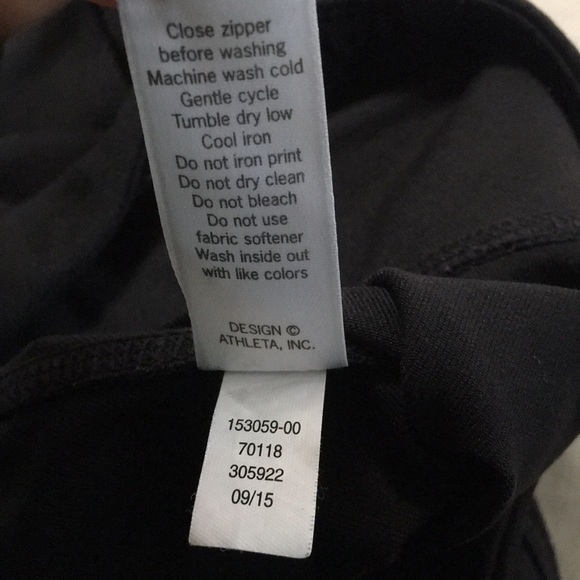 Close zipper
before washing
Machine wash cold
Gentle cycle
Tumble dry low
Cool iron
Do not iron print
Do not dry clean
Do not bleach
Do not use
fabric softener
Wash inside out
with like colors
DESIGN ©
ATHLETA, INC.
153059-00
70118
305922
09/15